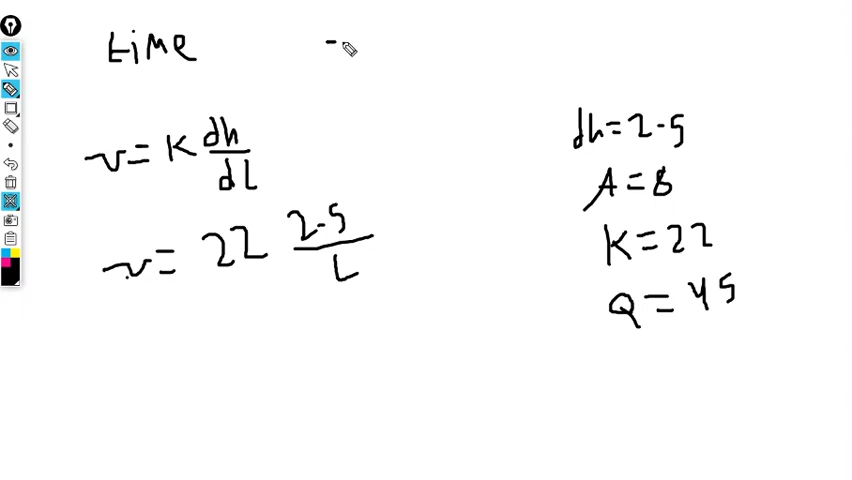 time
v = K dh/dL
v = 22 2.5/L
dh = 2.5
A = 8
K = 22
Q = 45